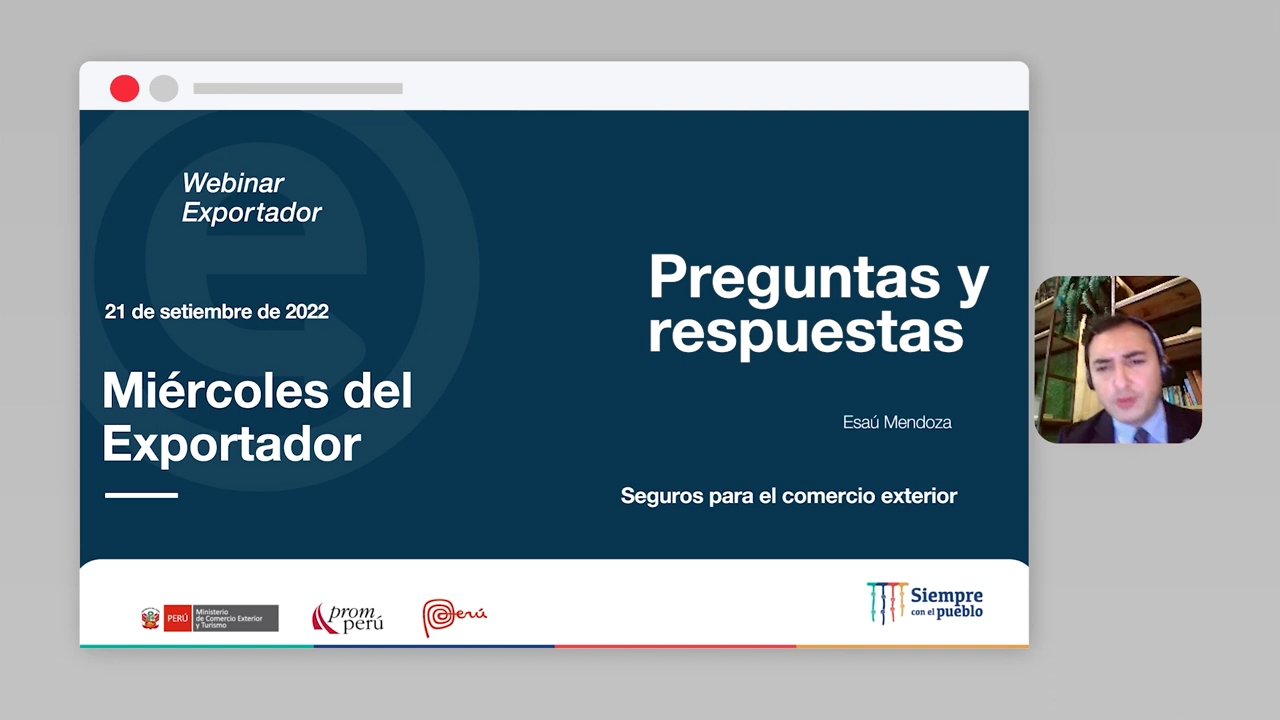 Webinar
Exportador
21 de setiembre de 2022
Miércoles del
Exportador
Preguntas y
respuestas
Esaú Mendoza
Seguros para el comercio exterior
PERÚ
Ministerio
de Comercio Exterior
y Turismo
prom
perú
Perú
Siempre
con el pueblo